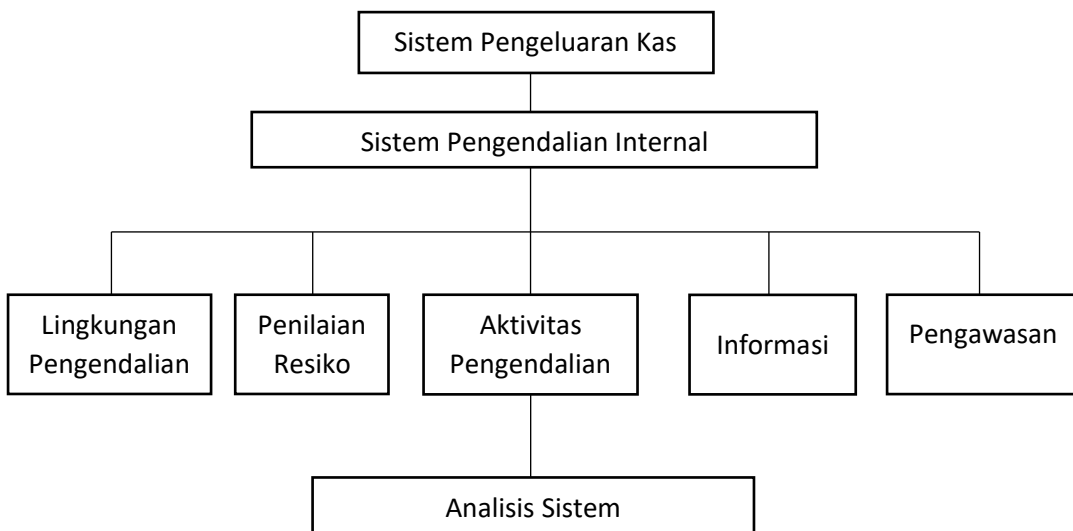 Sistem Pengeluaran Kas
Sistem Pengendalian Internal
Lingkungan
Pengendalian
Penilaian
Resiko
Aktivitas
Pengendalian
Informasi
Pengawasan
Analisis Sistem